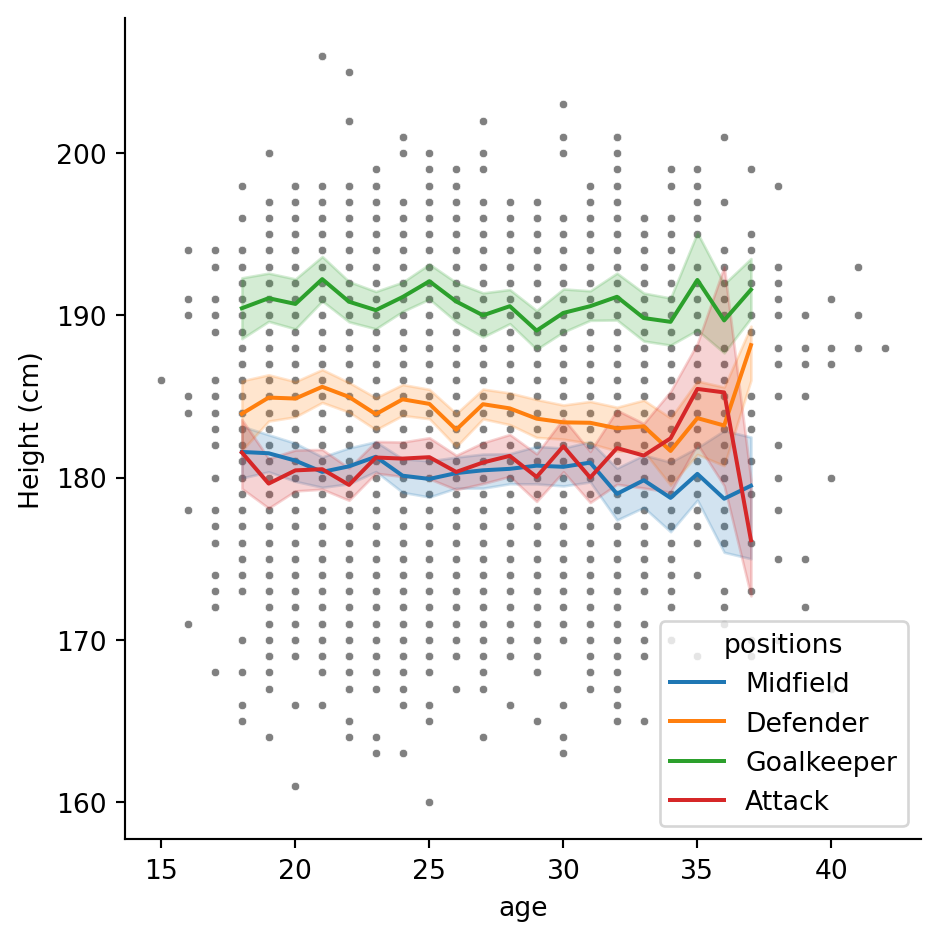 200
190
180
170
160
Height (cm)
15 20 25 30 35 40
age
positions
Midfield
Defender
Goalkeeper
Attack